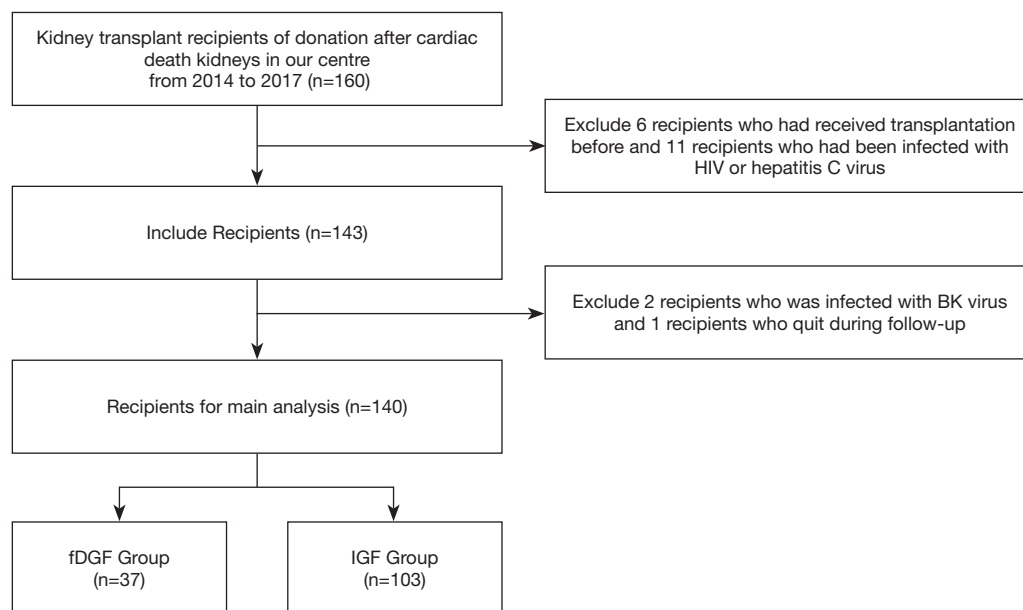 Kidney transplant recipients of donation after cardiac
death kidneys in our centre
from 2014 to 2017 (n=160)
Exclude 6 recipients who had received transplantation
before and 11 recipients who had been infected with
HIV or hepatitis C virus
Include Recipients (n=143)
Exclude 2 recipients who was infected with BK virus
and 1 recipients who quit during follow-up
Recipients for main analysis (n=140)
fDGF Group
(n=37)
IGF Group
(n=103)